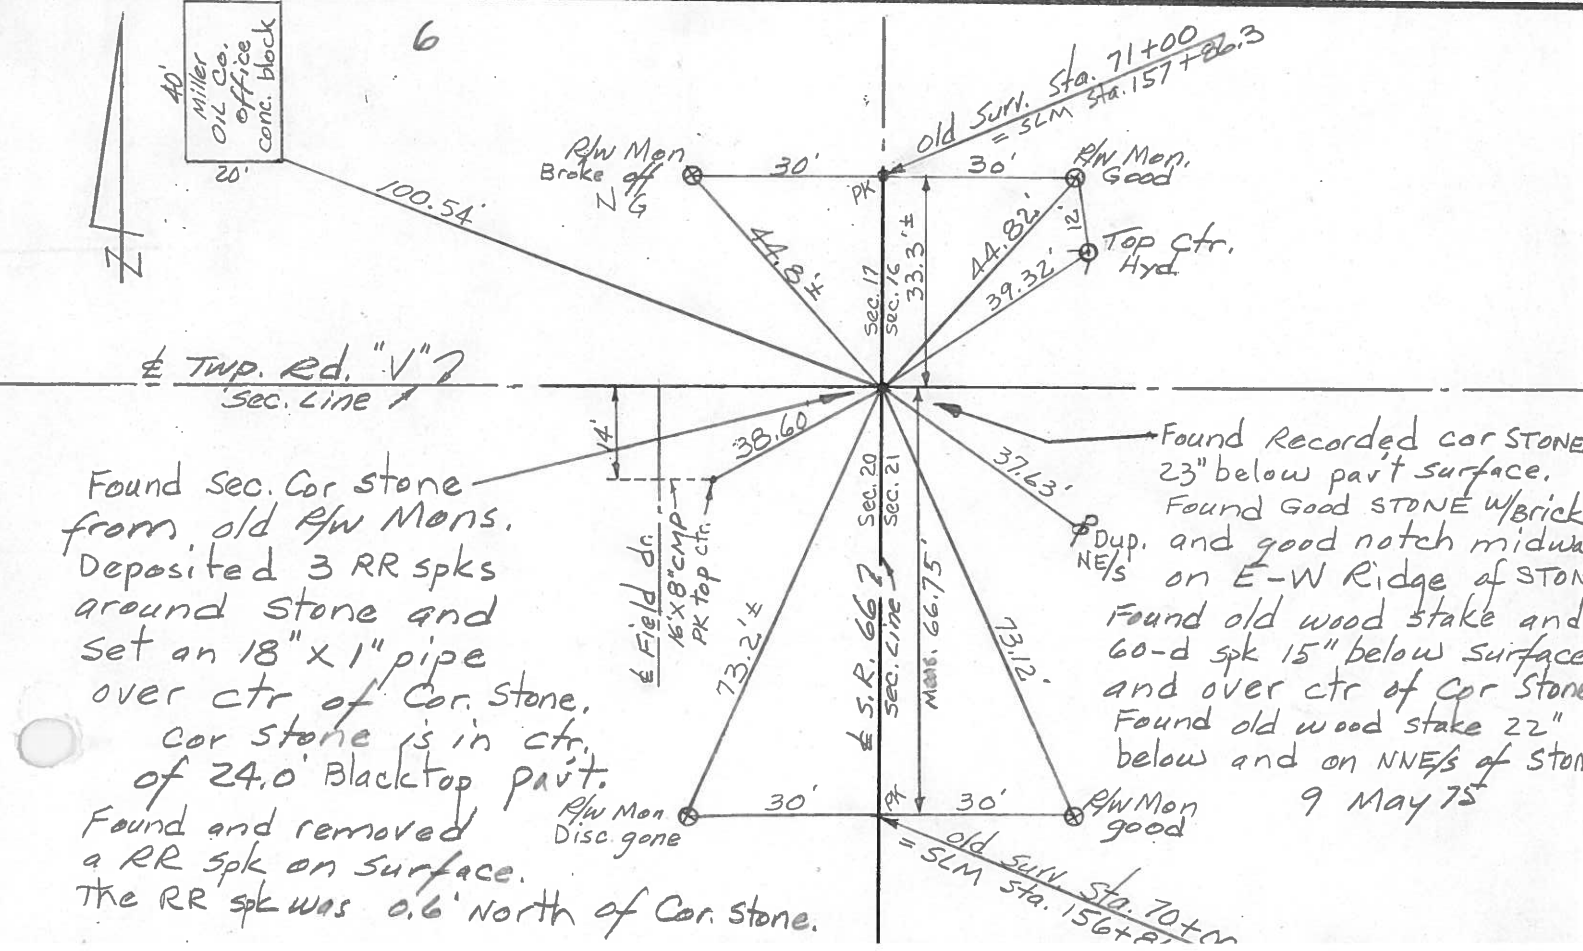 6
40'
Miller
OIL Co.
office
conc. block
20'
N
100.54'
R/W Mon
Broke off
NG
30'
PK
old Surv. Sta. 71+00
= SLM Sta. 157+86.3
30'
R/W Mon.
Good
12'
Top Ctr.
Hyd
44.8'±
Sec. 17
Sec. 16
33.3'±
44.82'
39.32'
℄ Twp. Rd. "V"
Sec. Line
14'
38.60'
37.63'
Dup.
NE/s
℄ Field dr.
16'X8"CMP
PK top ctr.
Sec. 20
Sec. 21
℄ S.R. 66
Sec. Line
Meas. 66.75'
73.2'±
73.12'
Found Sec. Cor stone
from old R/W Mons.
Deposited 3 RR spks
around Stone and
set an 18" X 1" pipe
over ctr of Cor. Stone.
Cor Stone is in ctr.
of 24.0' Blacktop pav't.
Found and removed
a RR Spk on Surface.
The RR spk was 0.6' North of Cor. Stone.
Found Recorded cor STONE
23" below pav't surface.
Found Good STONE W/Brick
and good notch midwa
on E-W Ridge of STON
Found old wood stake and
60-d spk 15" below Surface
and over ctr of Cor Stone
Found old wood stake 22"
below and on NNE/s of Ston
9 May 75
R/W Mon
Disc. gone
30'
PK
30'
R/W Mon
good
old Surv. Sta. 70+00
= SLM Sta. 156+8